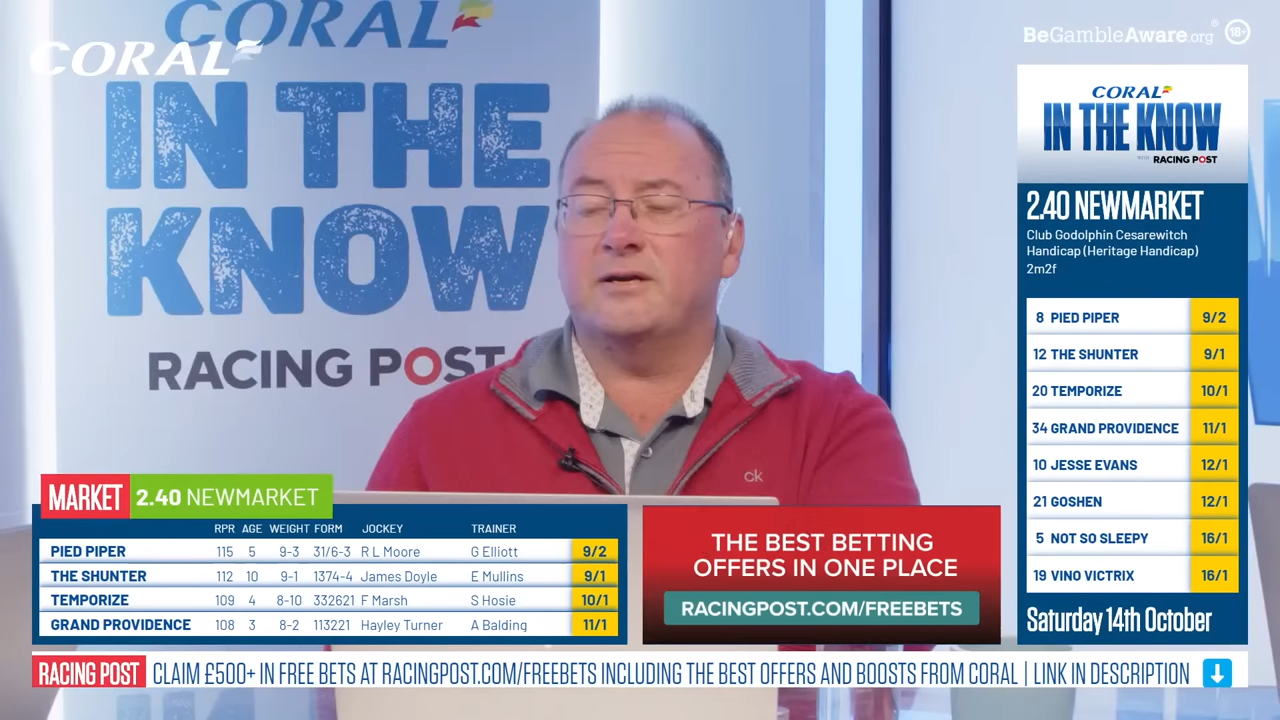 CORAL
CORAL
IN THE
KNOW
RACING POST
BeGambleAware.org® 18+
CORAL
IN THE KNOW
WITH RACING POST
2.40 NEWMARKET
Club Godolphin Cesarewitch
Handicap (Heritage Handicap)
2m2f
8 PIED PIPER 9/2
12 THE SHUNTER 9/1
20 TEMPORIZE 10/1
34 GRAND PROVIDENCE 11/1
10 JESSE EVANS 12/1
21 GOSHEN 12/1
5 NOT SO SLEEPY 16/1
19 VINO VICTRIX 16/1
Saturday 14th October
ck
MARKET 2.40 NEWMARKET
RPR AGE WEIGHT FORM JOCKEY TRAINER
PIED PIPER 115 5 9-3 31/6-3 R L Moore G Elliott 9/2
THE SHUNTER 112 10 9-1 1374-4 James Doyle E Mullins 9/1
TEMPORIZE 109 4 8-10 332621 F Marsh S Hosie 10/1
GRAND PROVIDENCE 108 3 8-2 113221 Hayley Turner A Balding 11/1
THE BEST BETTING
OFFERS IN ONE PLACE
RACINGPOST.COM/FREEBETS
RACING POST CLAIM £500+ IN FREE BETS AT RACINGPOST.COM/FREEBETS INCLUDING THE BEST OFFERS AND BOOSTS FROM CORAL | LINK IN DESCRIPTION